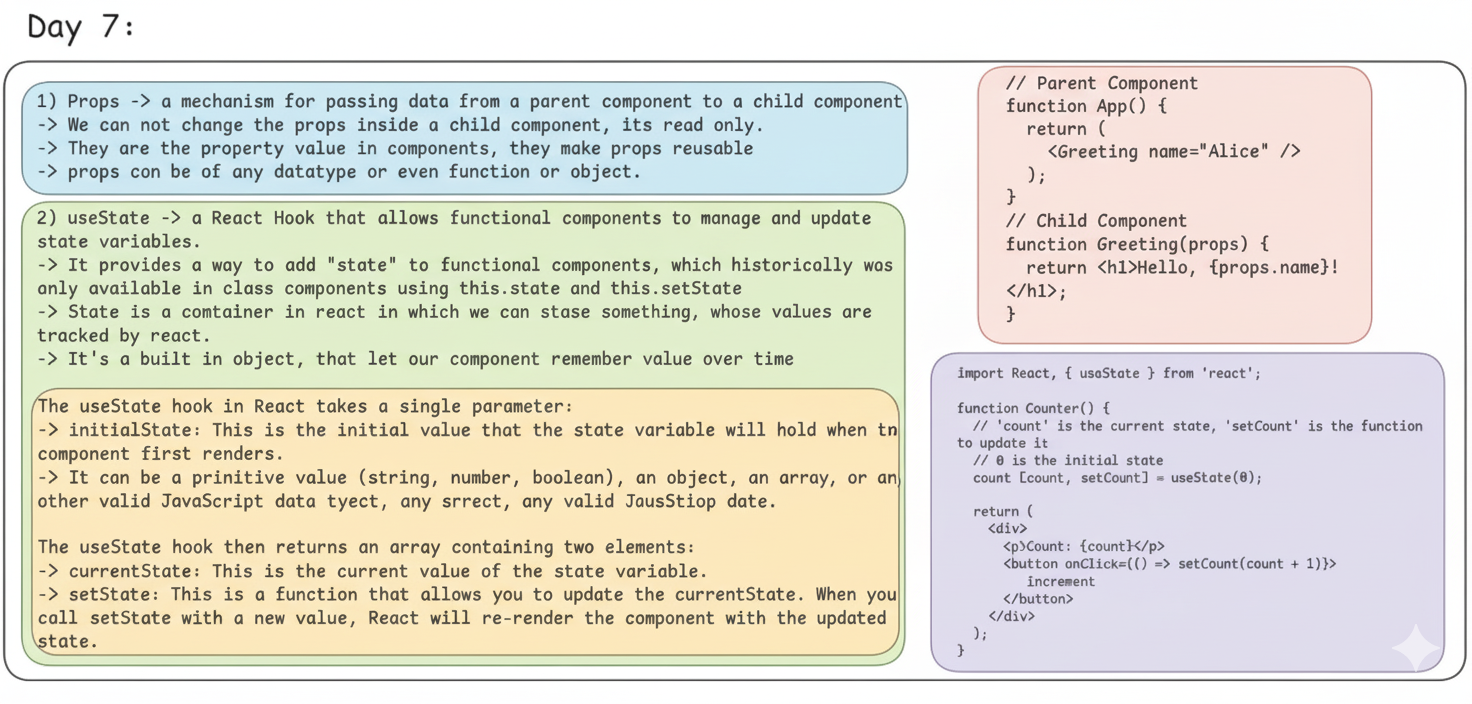 Day 7:
1) Props -> a mechanism for passing data from a parent component to a child component
-> We can not change the props inside a child component, its read only.
-> They are the property value in components, they make props reusable
-> props con be of any datatype or even function or object.
2) useState -> a React Hook that allows functional components to manage and update
state variables.
-> It provides a way to add "state" to functional components, which historically was
anly available in class components using this.state and this.setState
-> State is a comtainer in react in which we can stase something, whose values are
tracked by react.
-> It's a built in object, that let our component remember value over time
The useState hook in React takes a single parameter:
-> initialState: This is the initial value that the state variable will hold when tn
component first renders.
-> It can be a prinitive value (string, number, boolean), an object, an array, or an
other valid JavaScript data tyect, any srrect, any valid JausStiop date.
The useState hook then returns an array containing two elements:
-> currentState: This is the current value of the state variable.
-> setState: This is a function that allows you to update the currentState. When you
call setState with a new value, React will re-render the component with the updated
state.
// Parent Component
function App() {
return (
<Greeting name="Alice" />
);
}
// Child Component
function Greeting(props) {
return <h1>Hello, {props.name}!
</h1>;
}
import React, { usaState } from 'react';
function Counter() {
// 'count' is the current state, 'setCount' is the function
to update it
// 0 is the initial state
count [count, setCount] = useState(0);
return (
<div>
<p>Count: {count}</p>
<button onClick=(() => setCount(count + 1)}>
increment
</button>
</div>
);
}